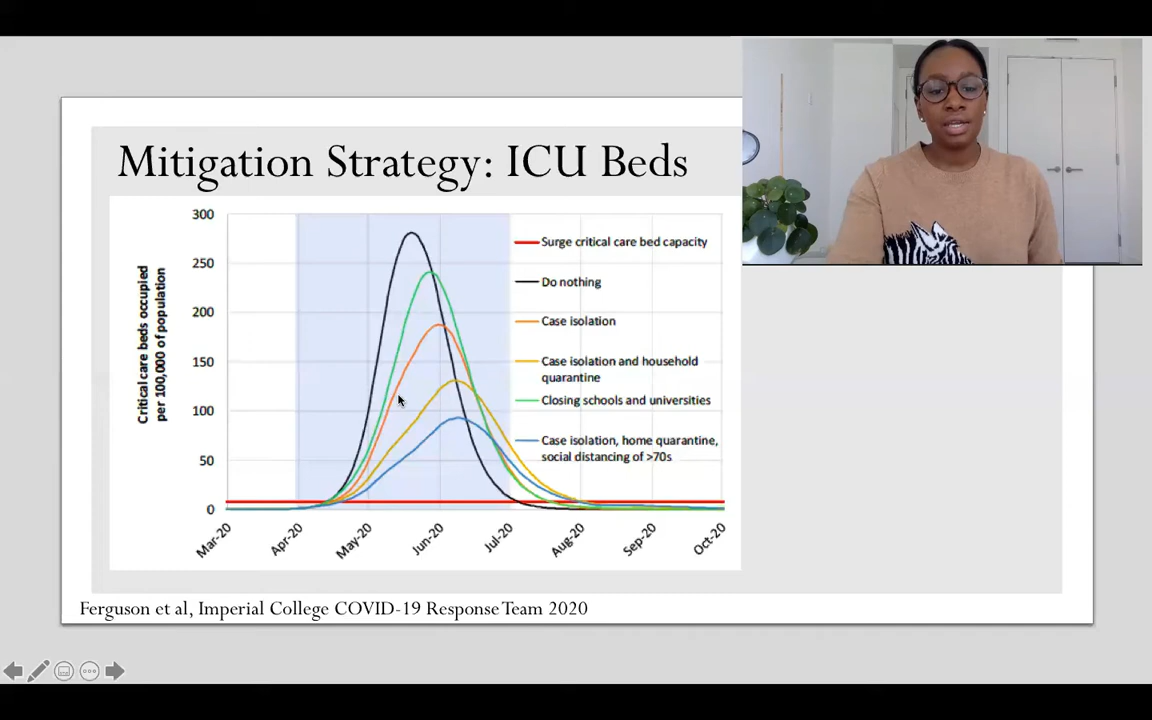 Mitigation Strategy: ICU Beds
300
250
200
150
100
50
0
Critical care beds occupied
per 100,000 of population
Surge critical care bed capacity
Do nothing
Case isolation
Case isolation and household
quarantine
Closing schools and universities
Case isolation, home quarantine,
social distancing of >70s
Mar-20
Apr-20
May-20
Jun-20
Jul-20
Aug-20
Sep-20
Oct-20
Ferguson et al, Imperial College COVID-19 Response Team 2020